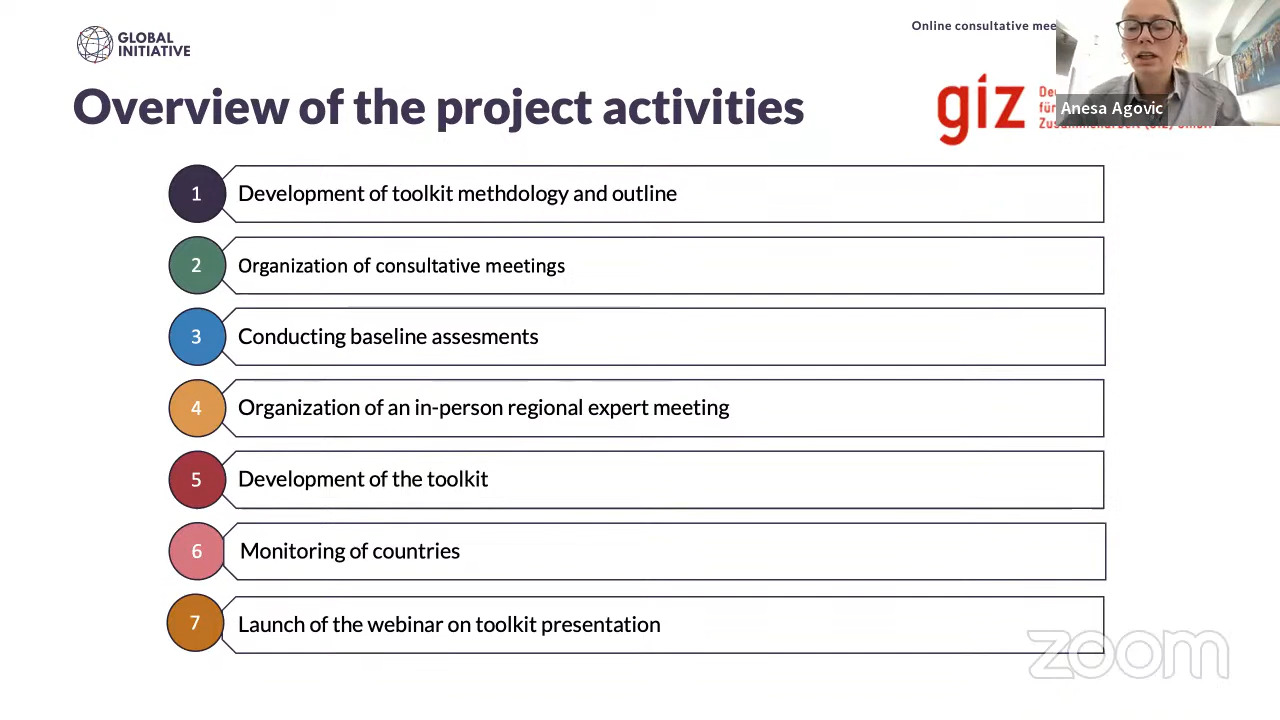 GLOBAL
INITIATIVE
Online consultative
Anesa Agovic
Overview of the project activities
giz
für
1 Development of toolkit methdology and outline
2 Organization of consultative meetings
3 Conducting baseline assesments
4 Organization of an in-person regional expert meeting
5 Development of the toolkit
6 Monitoring of countries
7 Launch of the webinar on toolkit presentation
zoom